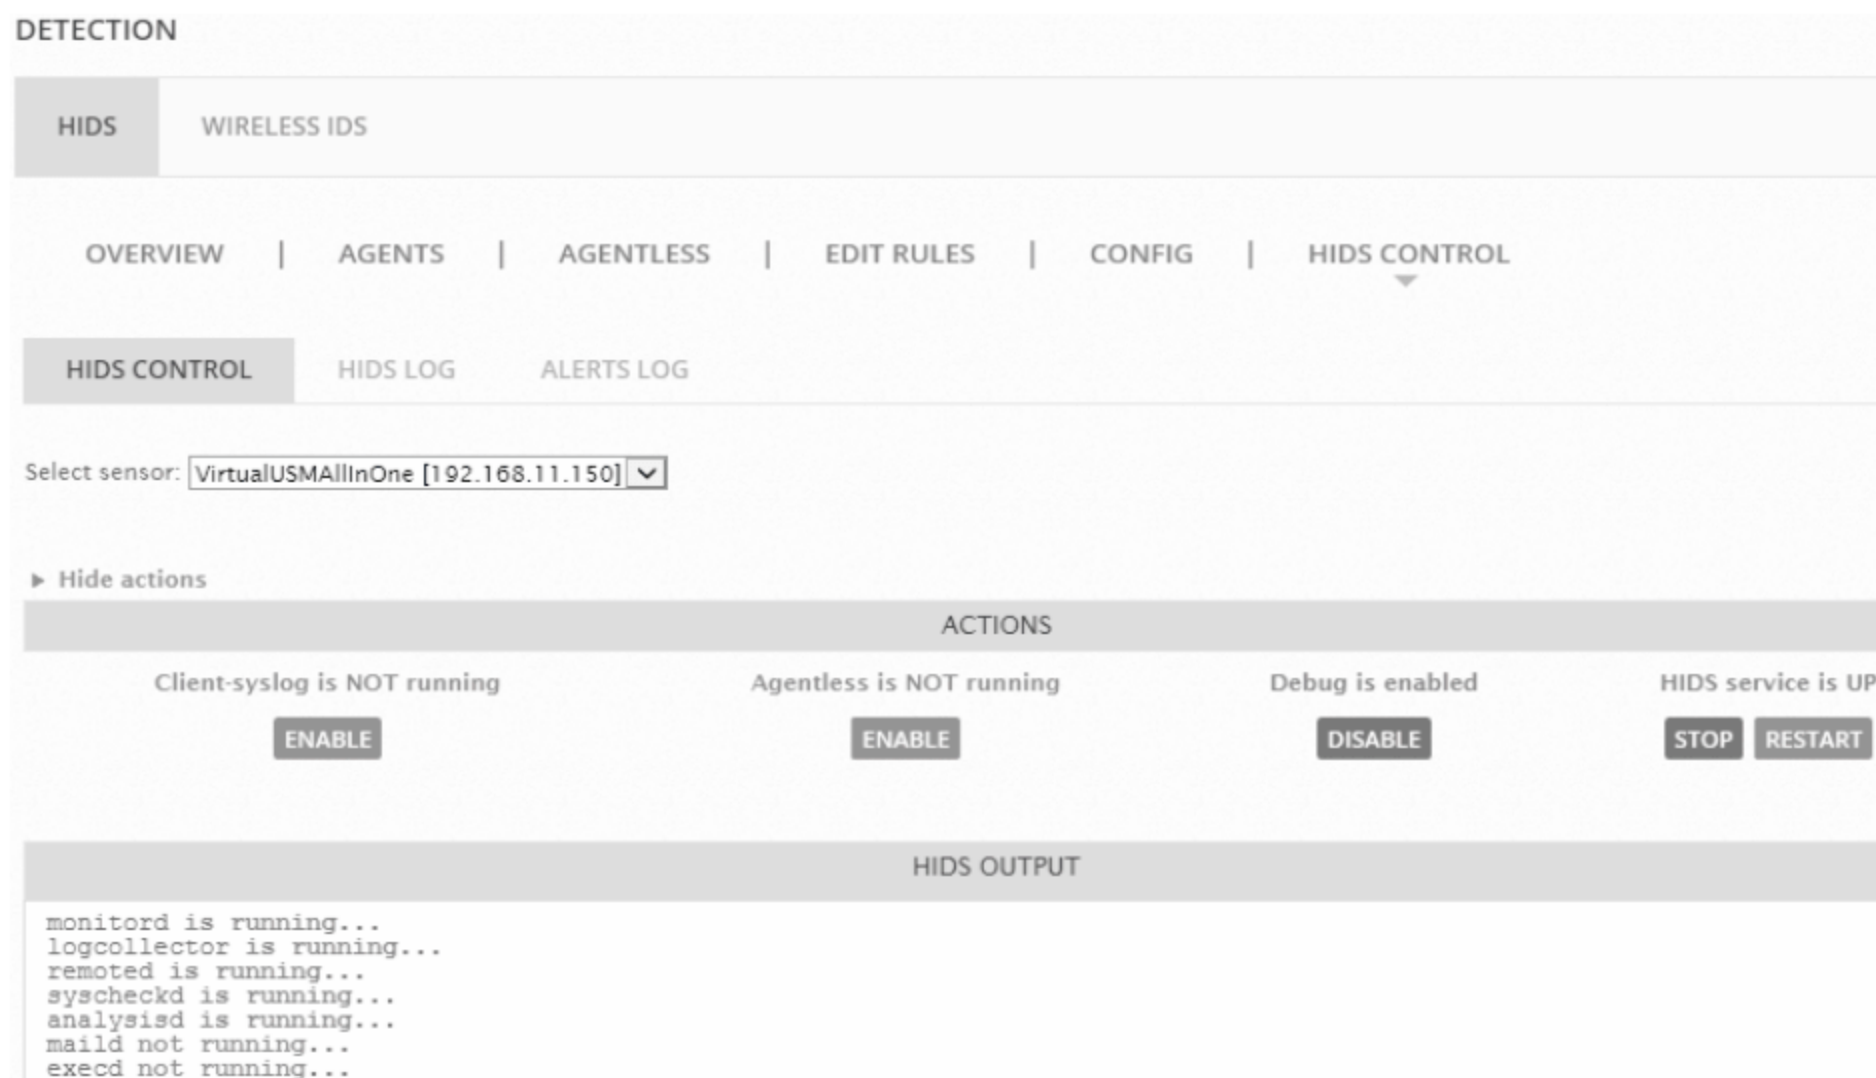 DETECTION
HIDS WIRELESS IDS
OVERVIEW | AGENTS | AGENTLESS | EDIT RULES | CONFIG | HIDS CONTROL
HIDS CONTROL HIDS LOG ALERTS LOG
Select sensor: VirtualUSMAllInOne [192.168.11.150]
Hide actions
ACTIONS
Client-syslog is NOT running Agentless is NOT running Debug is enabled HIDS service is UP
ENABLE ENABLE DISABLE STOP RESTART
HIDS OUTPUT
monitord is running...
logcollector is running...
remoted is running...
syscheckd is running...
analysisd is running...
maild not running...
execd not running...